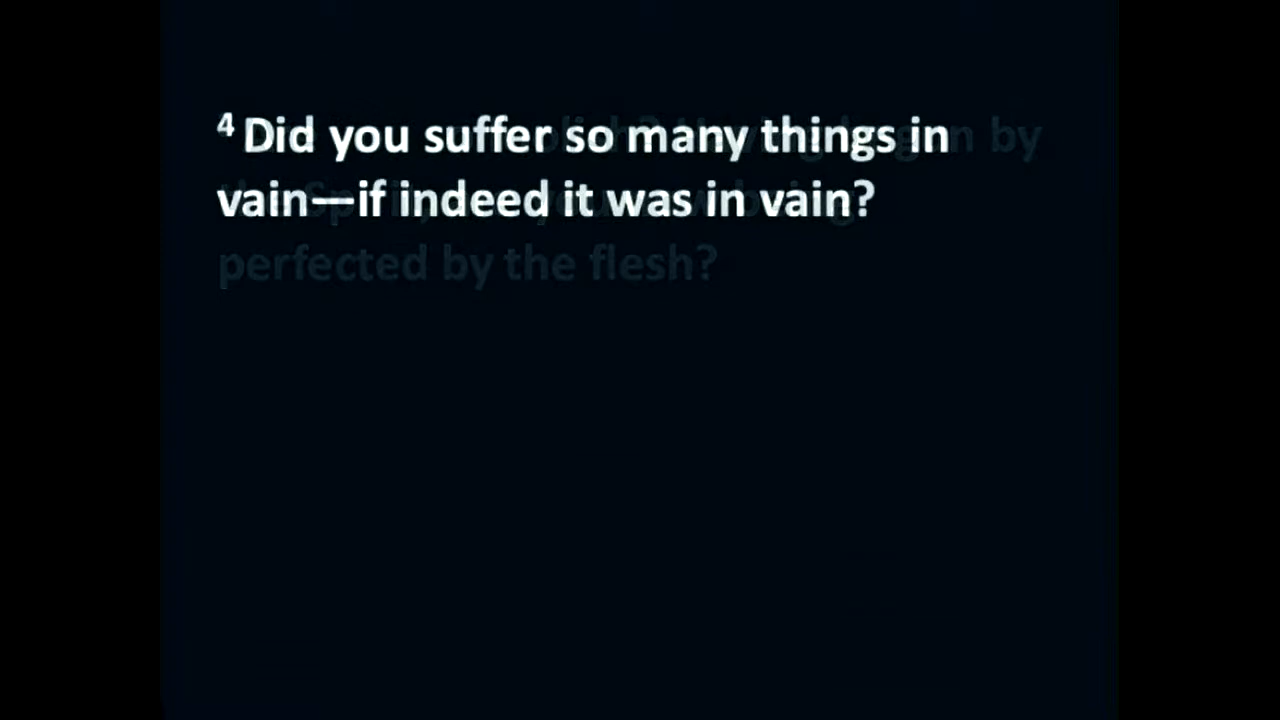 ⁴ Did you suffer so many things in
vain—if indeed it was in vain?
perfected by the flesh?